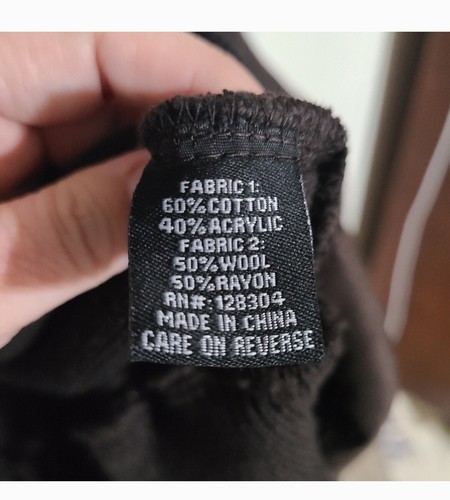 FABRIC 1:
60%COTTON
40%ACRYLIC
FABRIC 2:
50%WOOL
50%RAYON
RN#: 128304
MADE IN CHINA
CARE ON REVERSE